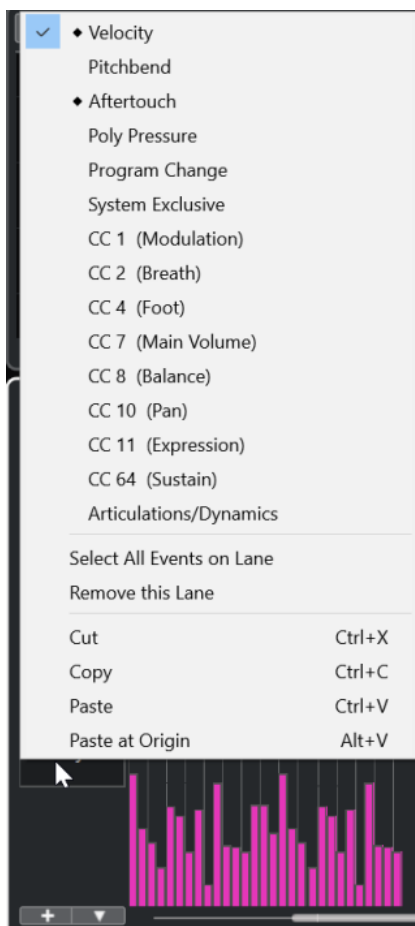 Velocity
Pitchbend
Aftertouch
Poly Pressure
Program Change
System Exclusive
CC 1 (Modulation)
CC 2 (Breath)
CC 4 (Foot)
CC 7 (Main Volume)
CC 8 (Balance)
CC 10 (Pan)
CC 11 (Expression)
CC 64 (Sustain)
Articulations/Dynamics
Select All Events on Lane
Remove this Lane
Cut Ctrl+X
Copy Ctrl+C
Paste Ctrl+V
Paste at Origin Alt+V